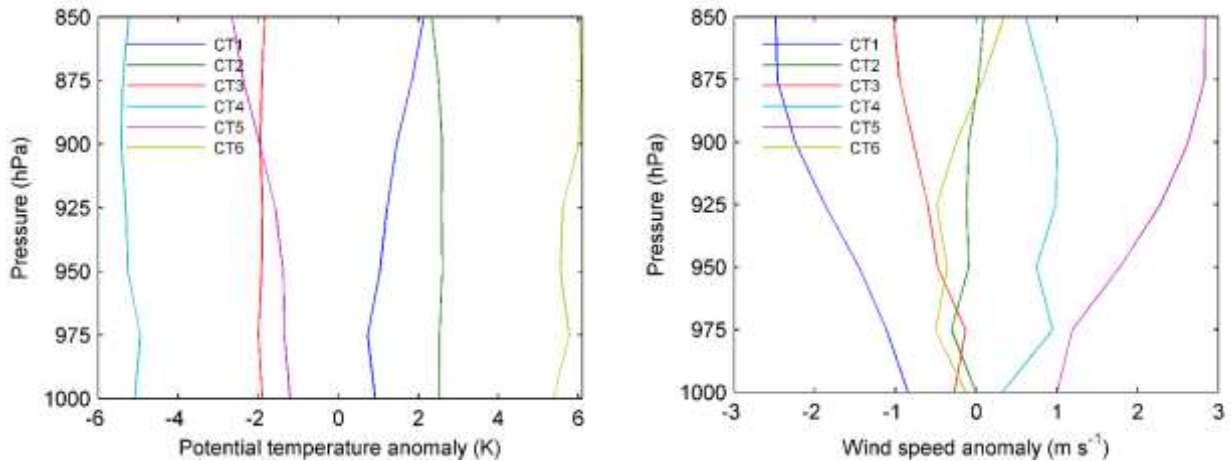 850
875
900
925
950
975
1000
Pressure (hPa)
CT1
CT2
CT3
CT4
CT5
CT6
-6 -4 -2 0 2 4 6
Potential temperature anomaly (K)
850
875
900
925
950
975
1000
Pressure (hPa)
CT1
CT2
CT3
CT4
CT5
CT6
-3 -2 -1 0 1 2 3
Wind speed anomaly (m s⁻¹)